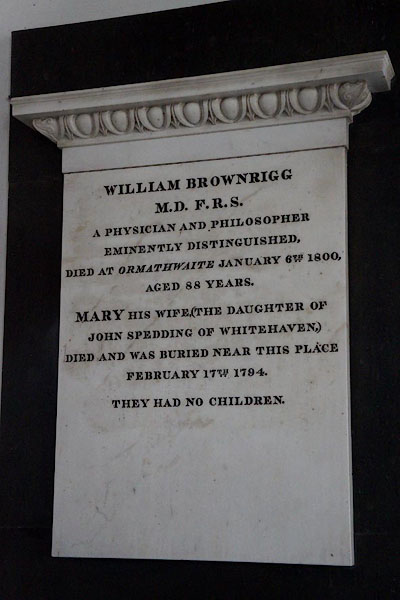 WILLIAM BROWNRIGG
M.D. F.R.S.
A PHYSICIAN AND PHILOSOPHER
EMINENTLY DISTINGUISHED,
DIED AT ORMATHWAITE JANUARY 6TH 1800,
AGED 88 YEARS.
MARY HIS WIFE,(THE DAUGHTER OF
JOHN SPEDDING OF WHITEHAVEN,)
DIED AND WAS BURIED NEAR THIS PLACE
FEBRUARY 17TH 1794.
THEY HAD NO CHILDREN.